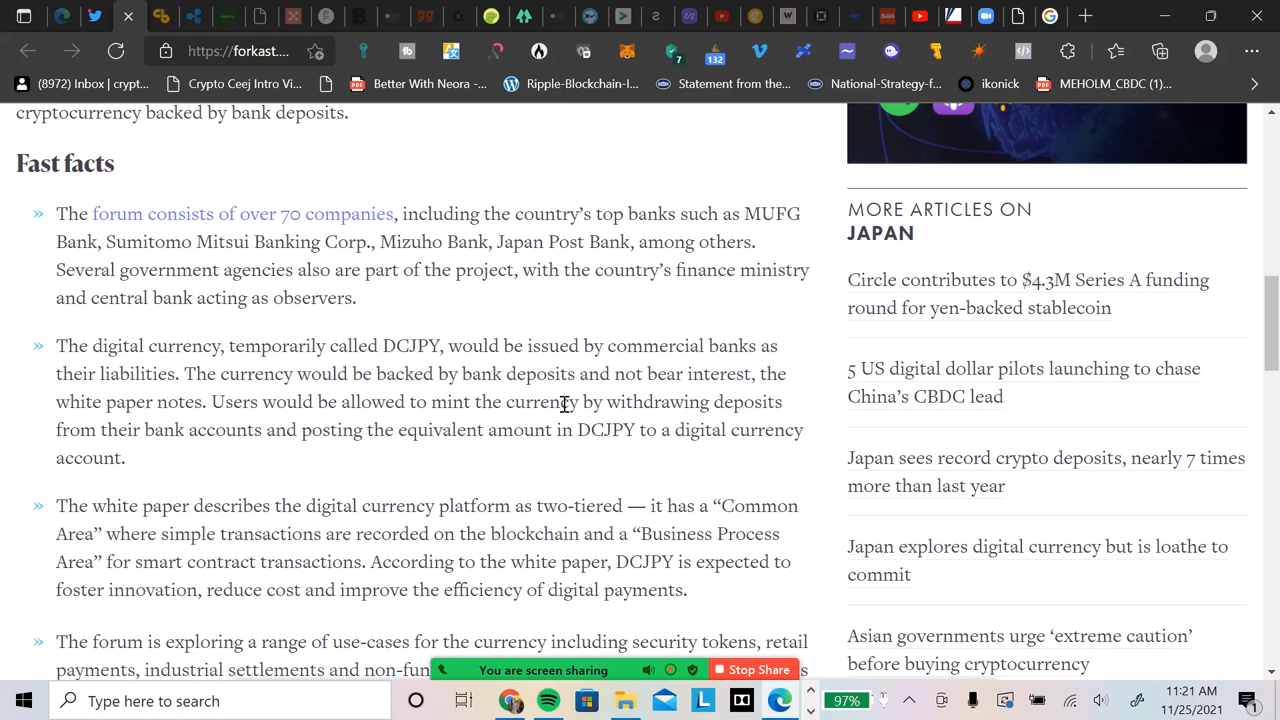 https://forkast....
7
132
(8972) Inbox | crypt...
Crypto Ceej Intro Vi...
Better With Neora -...
Ripple-Blockchain-I...
Statement from the...
National-Strategy-f...
ikonick
MEHOLM_CBDC (1)...
cryptocurrency backed by bank deposits.
Fast facts
» The forum consists of over 70 companies, including the country's top banks such as MUFG
Bank, Sumitomo Mitsui Banking Corp., Mizuho Bank, Japan Post Bank, among others.
Several government agencies also are part of the project, with the country's finance ministry
and central bank acting as observers.
» The digital currency, temporarily called DCJPY, would be issued by commercial banks as
their liabilities. The currency would be backed by bank deposits and not bear interest, the
white paper notes. Users would be allowed to mint the currency by withdrawing deposits
from their bank accounts and posting the equivalent amount in DCJPY to a digital currency
account.
» The white paper describes the digital currency platform as two-tiered — it has a “Common
Area” where simple transactions are recorded on the blockchain and a “Business Process
Area” for smart contract transactions. According to the white paper, DCJPY is expected to
foster innovation, reduce cost and improve the efficiency of digital payments.
» The forum is exploring a range of use-cases for the currency including security tokens, retail
payments, industrial settlements and
MORE ARTICLES ON
JAPAN
Circle contributes to $4.3M Series A funding
round for yen-backed stablecoin
5 US digital dollar pilots launching to chase
China's CBDC lead
Japan sees record crypto deposits, nearly 7 times
more than last year
Japan explores digital currency but is loathe to
commit
Asian governments urge ‘extreme caution’
before buying cryptocurrency
You are screen sharing
Stop Share
Type here to search
97%
11:21 AM
11/25/2021
1